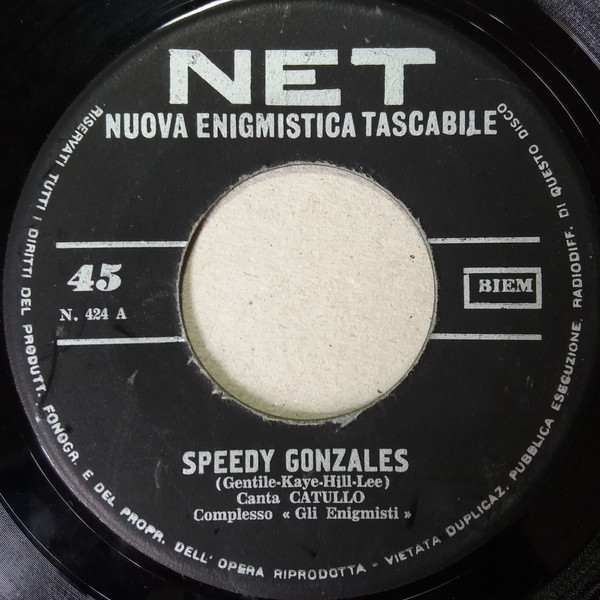 NET
NUOVA ENIGMISTICA TASCABILE
45
N. 424 A
BIEM
SPEEDY GONZALES
(Gentile-Kaye-Hill-Lee)
Canta CATULLO
Complesso « Gli Enigmisti »
RISERVATI TUTTI I DIRITTI DEL PRODUTT. FONOGR. E DEL PROPR. DELL'OPERA RIPRODOTTA - VIETATA DUPLICAZ. PUBBLICA ESECUZIONE. RADIODIFF. DI QUESTO DISCO